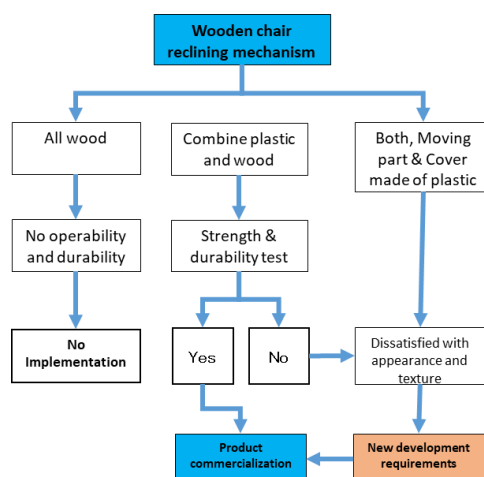 Wooden chair
reclining mechanism
All wood
Combine plastic
and wood
Both, Moving
part & Cover
made of plastic
No operability
and durability
Strength &
durability test
No
Implementation
Yes
No
Dissatisfied with
appearance and
texture
Product
commercialization
New development
requirements